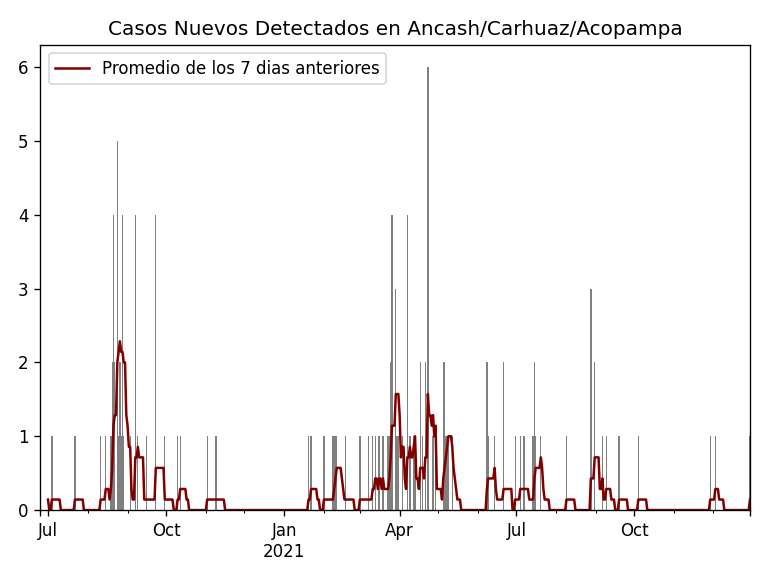 Casos Nuevos Detectados en Ancash/Carhuaz/Acopampa
Promedio de los 7 dias anteriores
6
5
4
3
2
1
0
Jul
Oct
Jan
2021
Apr
Jul
Oct